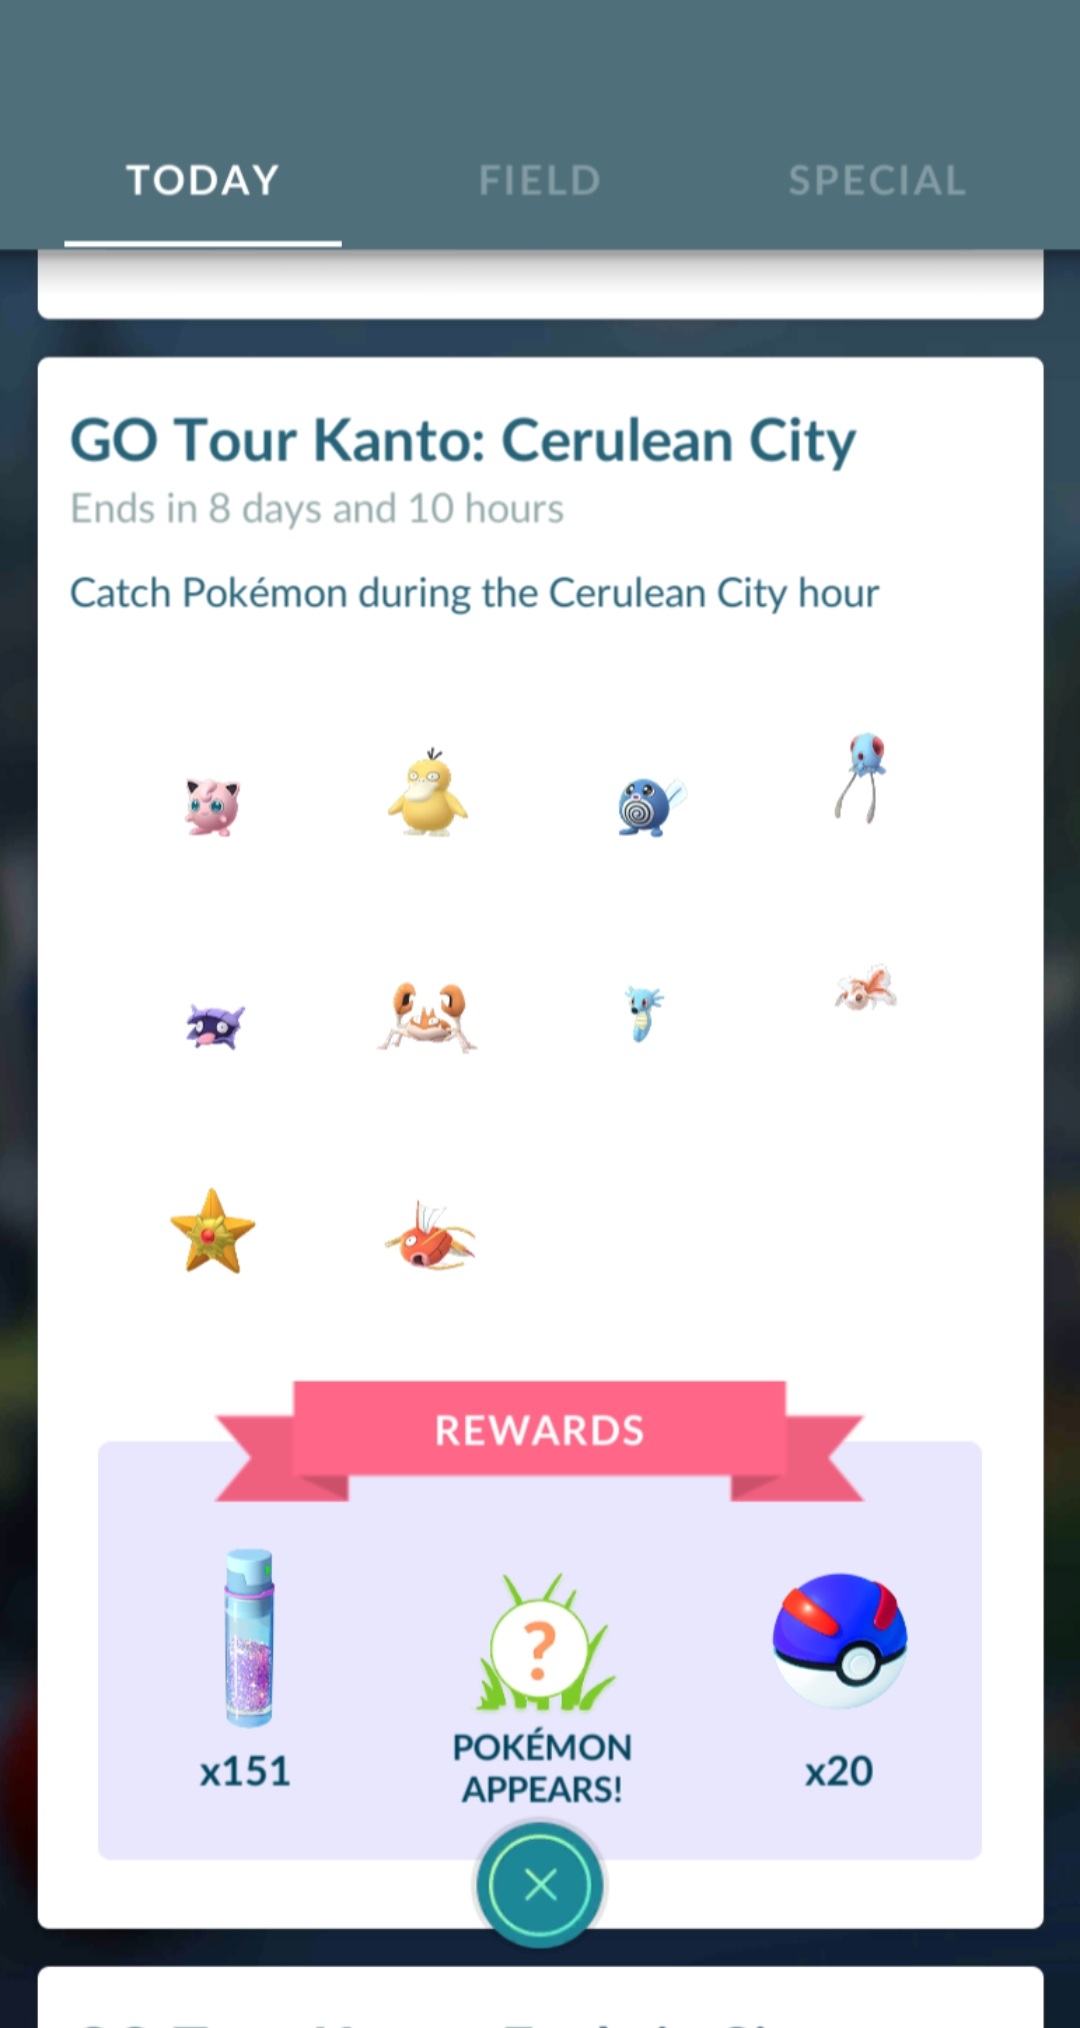 TODAY
FIELD
SPECIAL
GO Tour Kanto: Cerulean City
Ends in 8 days and 10 hours
Catch Pokémon during the Cerulean City hour
REWARDS
?
x151
POKÉMON
APPEARS!
x20